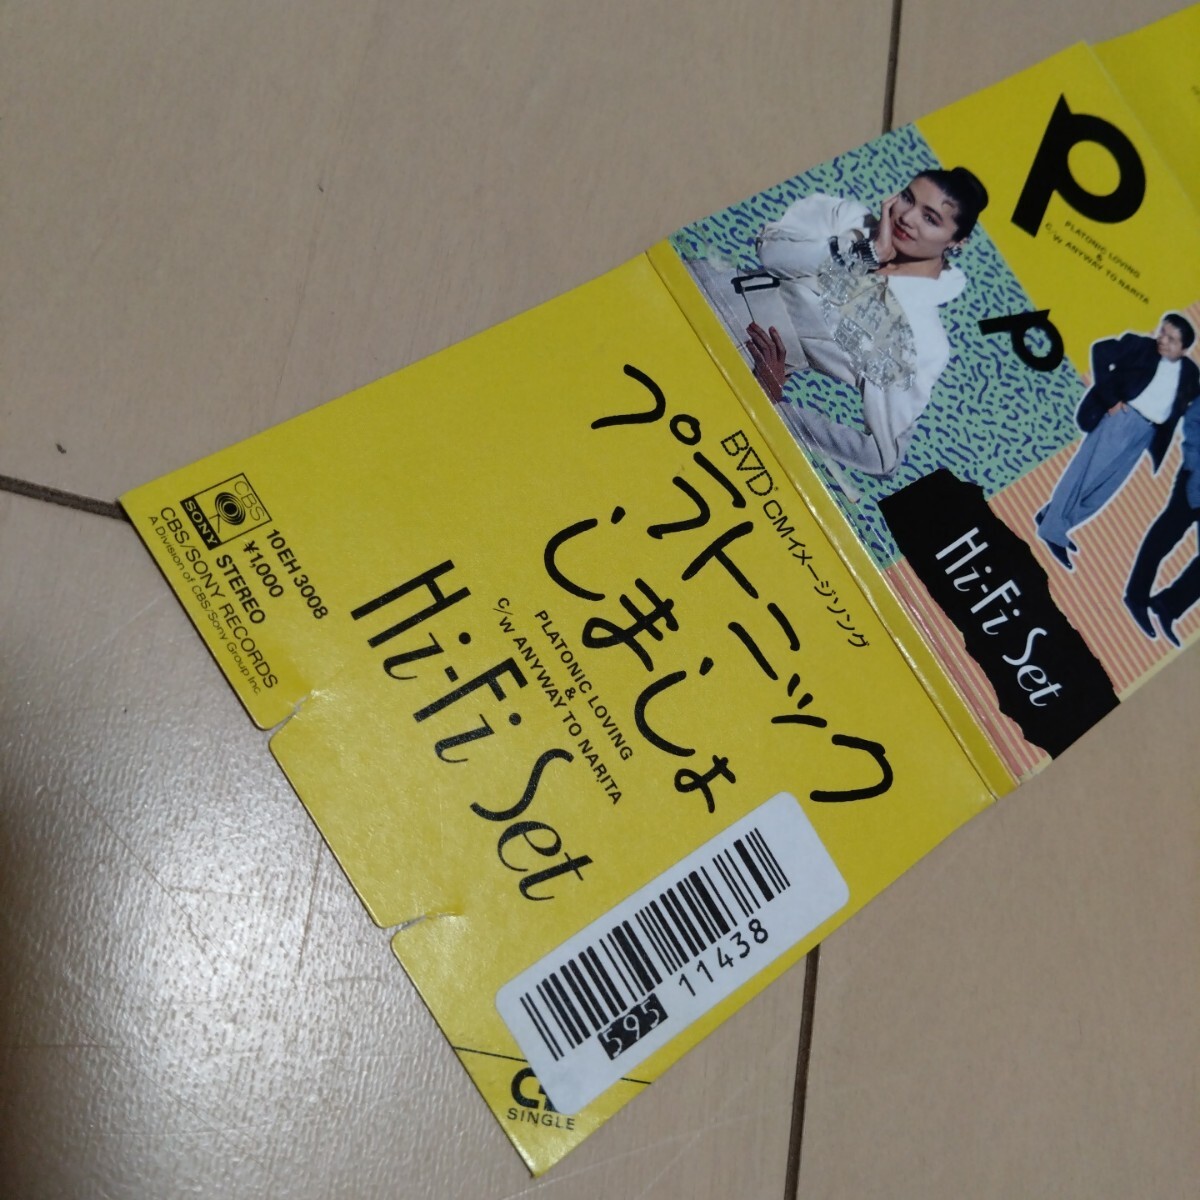 P
PLATONIC LOVING
&
C/W ANYWAY TO NARITA
P
Hi-Fi Set
BVD CMイメージソング
プラトニック
しましょ
PLATONIC LOVING
&
C/W ANYWAY TO NARITA
Hi-Fi Set
CBS
SONY
10EH 3008
¥1,000
STEREO
CBS/SONY RECORDS
A Division of CBS/Sony Group Inc.
595 11438
SINGLE